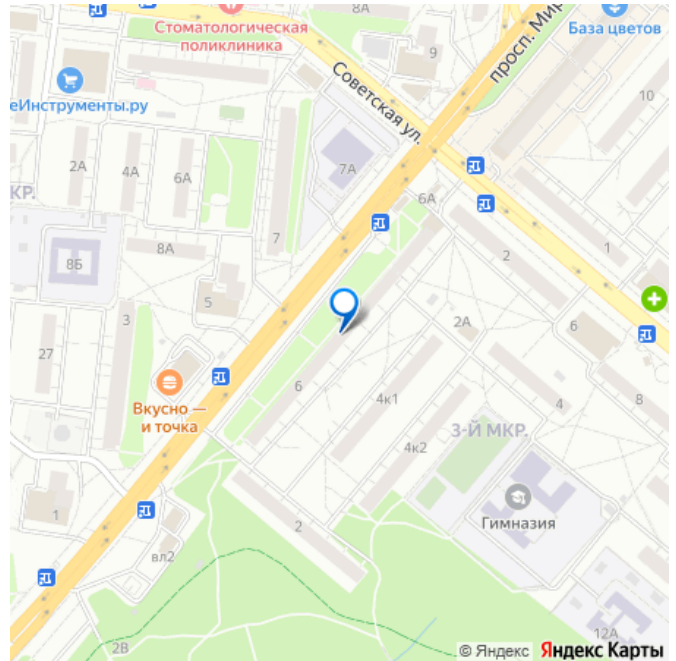 8А
Стоматологическая
поликлиника
9
просп. Мир
База цветов
Советская ул.
еИнструменты.ру
10
2А
4А
6А
7А
КР.
6А
7
8А
2
1
8Б
5
3
2А
6
27
6
4к1
4
8
Вкусно —
и точка
3-Й МКР.
4к2
Гимназия
1
2
вл2
12А
2В
© Яндекс Яндекс Карты